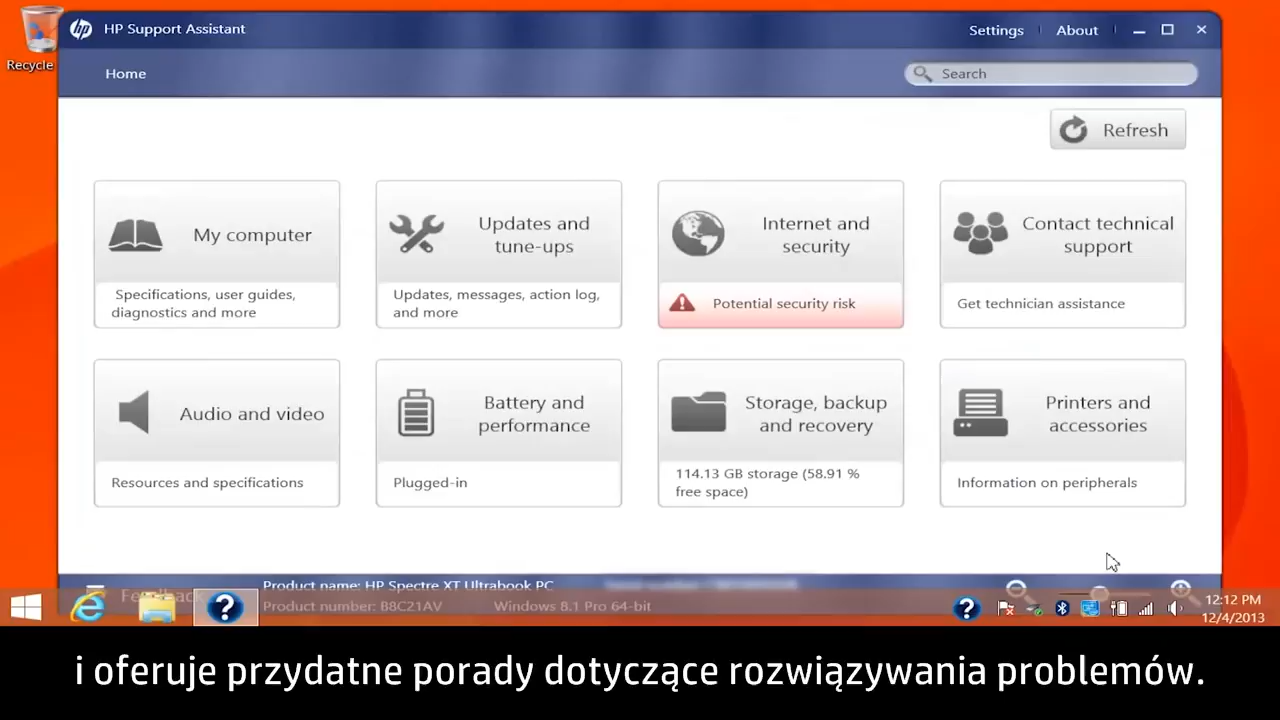 Recycle
hp HP Support Assistant
Settings
About
Home
Search
Refresh
My computer
Specifications, user guides,
diagnostics and more
Updates and
tune-ups
Updates, messages, action log,
and more
Internet and
security
Potential security risk
Contact technical
support
Get technician assistance
Audio and video
Resources and specifications
Battery and
performance
Plugged-in
Storage, backup
and recovery
114.13 GB storage (58.91 %
free space)
Printers and
accessories
Information on peripherals
Feedback
Product name: HP Spectre XT Ultrabook PC
Product number: B8C21AV
Windows 8.1 Pro 64-bit
12:12 PM
12/4/2013
i oferuje przydatne porady dotyczące rozwiązywania problemów.